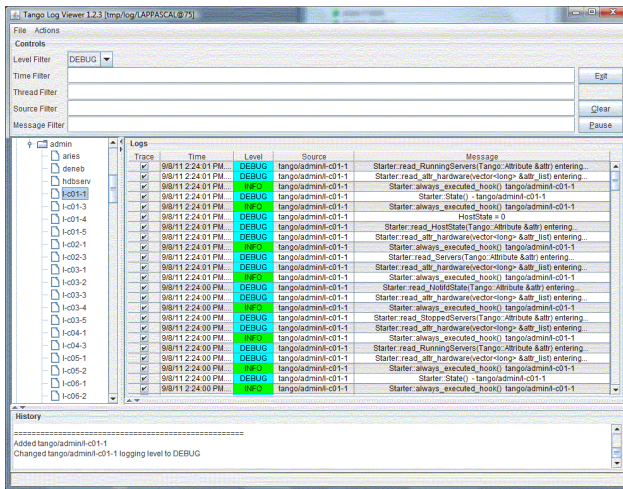 Tango Log Viewer 1.2.3 [tmp/log/LAPPASCAL@75]
File Actions
Controls
Level Filter DEBUG
Time Filter Exit
Thread Filter
Source Filter Clear
Message Filter Pause
admin
aries
deneb
hdbserv
l-c01-1
l-c01-3
l-c01-4
l-c01-5
l-c02-1
l-c02-3
l-c03-1
l-c03-2
l-c03-3
l-c03-4
l-c03-5
l-c04-1
l-c04-3
l-c05-1
l-c05-2
l-c06-1
l-c06-2
Logs
Trace Time Level Source Message
9/8/11 2:24:01 PM.... DEBUG tango/admin/l-c01-1 Starter::read_RunningServers(Tango::Attribute &attr) entering...
9/8/11 2:24:01 PM.... DEBUG tango/admin/l-c01-1 Starter::read_attr_hardware(vector<long> &attr_list) entering...
9/8/11 2:24:01 PM.... INFO tango/admin/l-c01-1 Starter::always_executed_hook() tango/admin/l-c01-1
9/8/11 2:24:01 PM.... DEBUG tango/admin/l-c01-1 Starter::State() - tango/admin/l-c01-1
9/8/11 2:24:01 PM.... INFO tango/admin/l-c01-1 Starter::always_executed_hook() tango/admin/l-c01-1
9/8/11 2:24:01 PM.... DEBUG tango/admin/l-c01-1 HostState = 0
9/8/11 2:24:01 PM.... DEBUG tango/admin/l-c01-1 Starter::read_HostState(Tango::Attribute &attr) entering...
9/8/11 2:24:01 PM.... DEBUG tango/admin/l-c01-1 Starter::read_attr_hardware(vector<long> &attr_list) entering...
9/8/11 2:24:01 PM.... INFO tango/admin/l-c01-1 Starter::always_executed_hook() tango/admin/l-c01-1
9/8/11 2:24:01 PM.... DEBUG tango/admin/l-c01-1 Starter::read_Servers(Tango::Attribute &attr) entering...
9/8/11 2:24:01 PM.... DEBUG tango/admin/l-c01-1 Starter::read_attr_hardware(vector<long> &attr_list) entering...
9/8/11 2:24:01 PM.... INFO tango/admin/l-c01-1 Starter::always_executed_hook() tango/admin/l-c01-1
9/8/11 2:24:00 PM.... DEBUG tango/admin/l-c01-1 Starter::read_NotifdState(Tango::Attribute &attr) entering...
9/8/11 2:24:00 PM.... DEBUG tango/admin/l-c01-1 Starter::read_attr_hardware(vector<long> &attr_list) entering...
9/8/11 2:24:00 PM.... INFO tango/admin/l-c01-1 Starter::always_executed_hook() tango/admin/l-c01-1
9/8/11 2:24:00 PM.... DEBUG tango/admin/l-c01-1 Starter::read_StoppedServers(Tango::Attribute &attr) entering...
9/8/11 2:24:00 PM.... DEBUG tango/admin/l-c01-1 Starter::read_attr_hardware(vector<long> &attr_list) entering...
9/8/11 2:24:00 PM.... INFO tango/admin/l-c01-1 Starter::always_executed_hook() tango/admin/l-c01-1
9/8/11 2:24:00 PM.... DEBUG tango/admin/l-c01-1 Starter::read_RunningServers(Tango::Attribute &attr) entering...
9/8/11 2:24:00 PM.... DEBUG tango/admin/l-c01-1 Starter::read_attr_hardware(vector<long> &attr_list) entering...
9/8/11 2:24:00 PM.... INFO tango/admin/l-c01-1 Starter::always_executed_hook() tango/admin/l-c01-1
9/8/11 2:24:00 PM.... DEBUG tango/admin/l-c01-1 Starter::State() - tango/admin/l-c01-1
9/8/11 2:24:00 PM.... INFO tango/admin/l-c01-1 Starter::always_executed_hook() tango/admin/l-c01-1
History
====================================================
Added tango/admin/l-c01-1
Changed tango/admin/l-c01-1 logging level to DEBUG